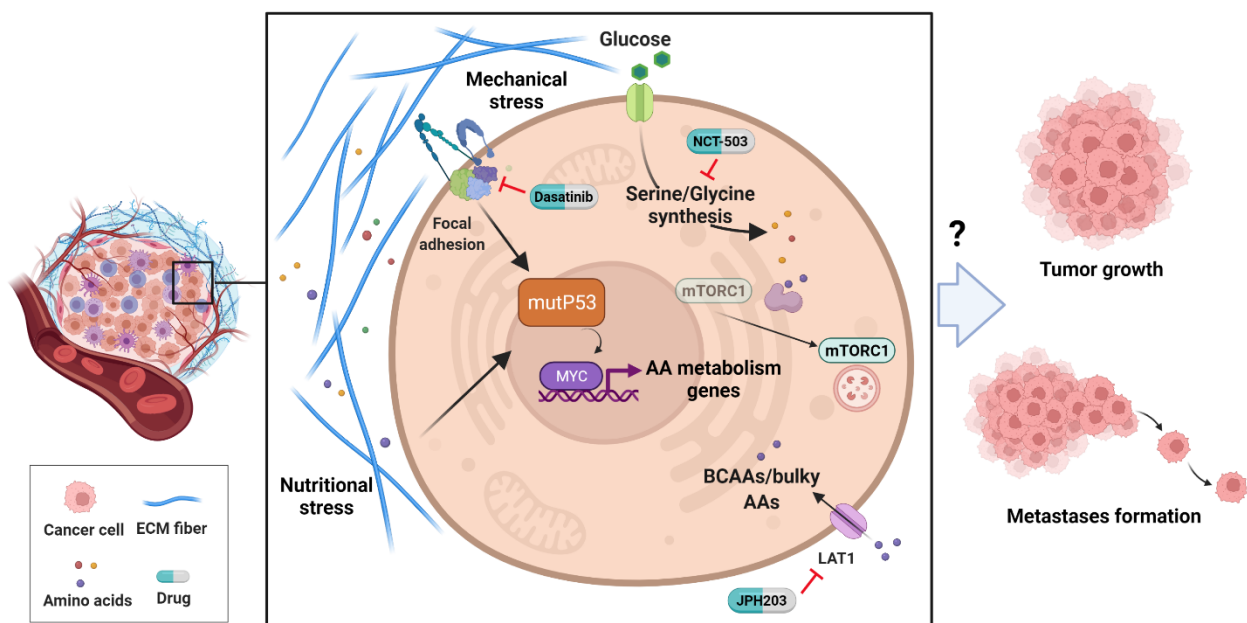 Glucose
Mechanical
stress
NCT-503
Dasatinib
Serine/Glycine
synthesis
Focal
adhesion
?
Tumor growth
mutP53
mTORC1
mTORC1
MYC
AA metabolism
genes
Nutritional
stress
BCAAs/bulky
AAs
LAT1
JPH203
Metastases formation
Cancer cell
ECM fiber
Amino acids
Drug